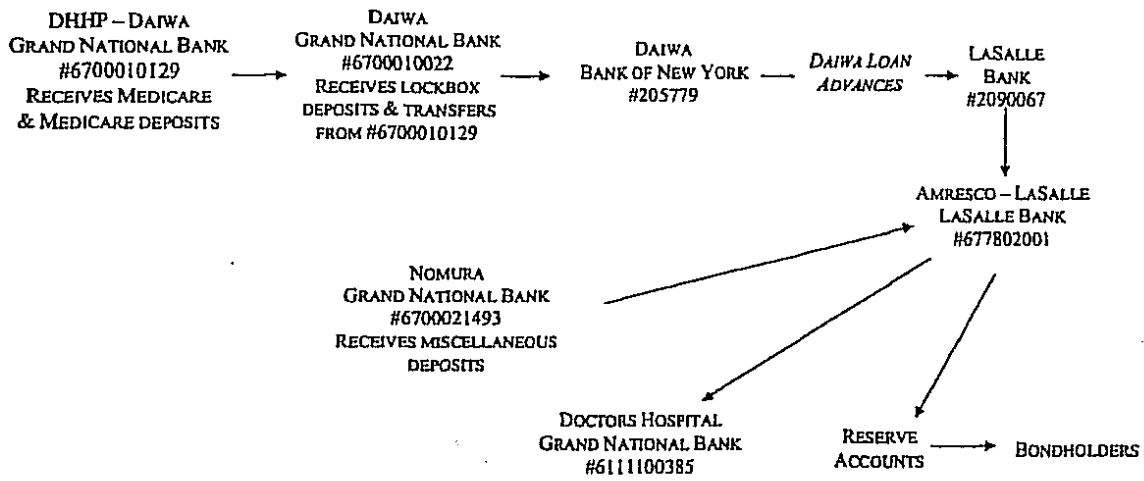 DHHP – DAIWA
GRAND NATIONAL BANK
#6700010129
RECEIVES MEDICARE
& MEDICARE DEPOSITS
DAIWA
GRAND NATIONAL BANK
#6700010022
RECEIVES LOCKBOX
DEPOSITS & TRANSFERS
FROM #6700010129
DAIWA
BANK OF NEW YORK
#205779
DAIWA LOAN
ADVANCES
LASALLE
BANK
#2090067
AMRESCO – LASALLE
LASALLE BANK
#677802001
NOMURA
GRAND NATIONAL BANK
#6700021493
RECEIVES MISCELLANEOUS
DEPOSITS
DOCTORS HOSPITAL
GRAND NATIONAL BANK
#6111100385
RESERVE
ACCOUNTS
BONDHOLDERS